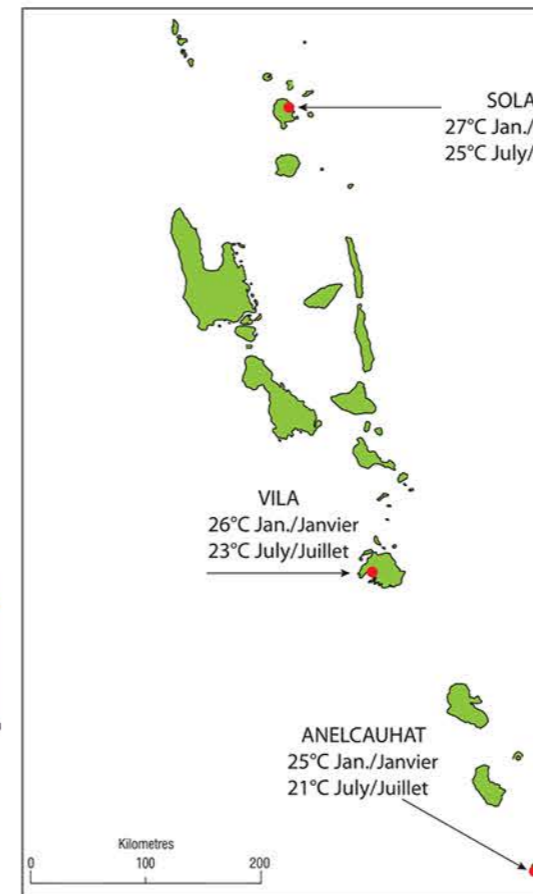 SOLA
27°C Jan./
25°C July/
VILA
26°C Jan./Janvier
23°C July/Juillet
ANELCAUHAT
25°C Jan./Janvier
21°C July/Juillet
Kilometres
0 100 200